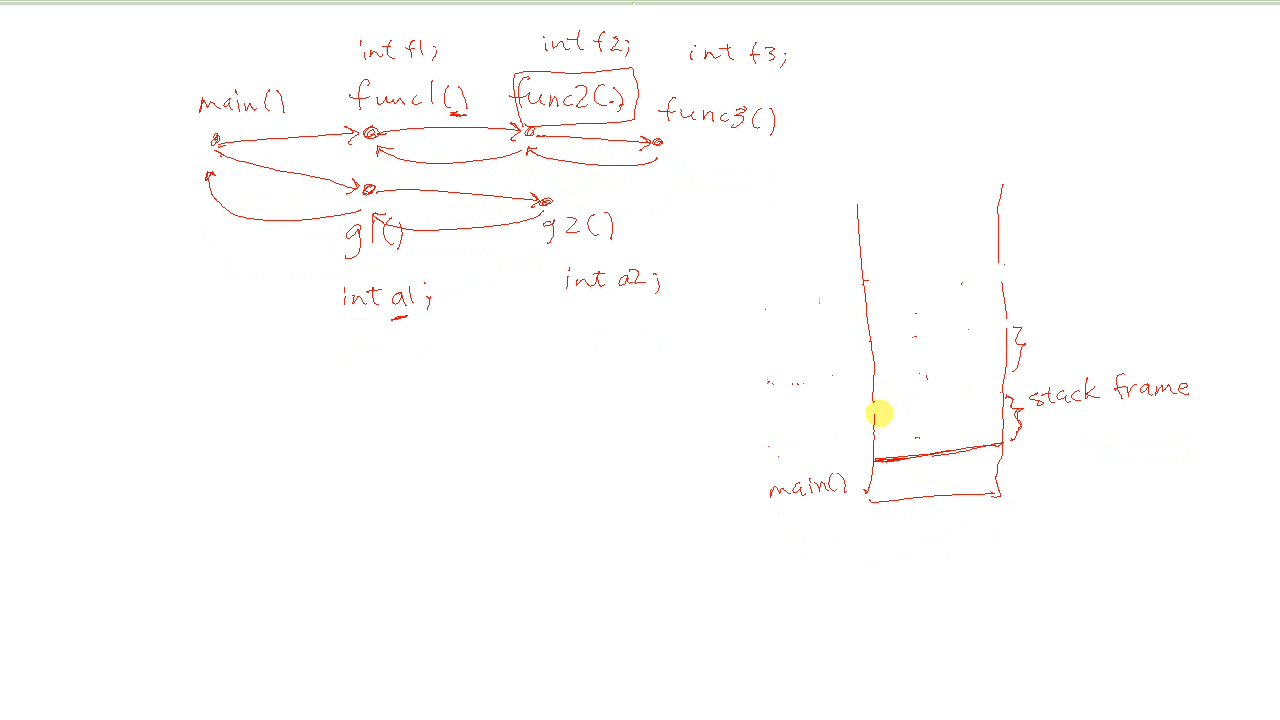 int f1;
int f2;
int f3;
main()
func1()
func2()
func3()
g1()
g2()
int a1;
int a2;
stack frame
main()